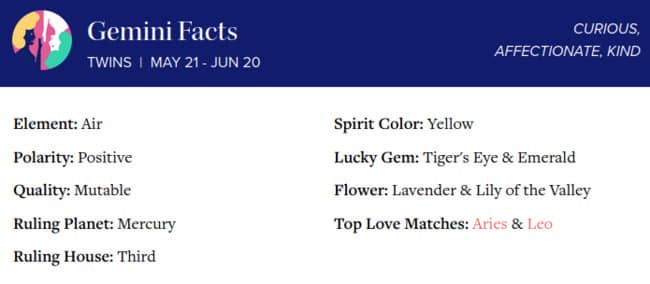 Gemini Facts
TWINS | MAY 21 - JUN 20
CURIOUS,
AFFECTIONATE, KIND
Element: Air
Polarity: Positive
Quality: Mutable
Ruling Planet: Mercury
Ruling House: Third
Spirit Color: Yellow
Lucky Gem: Tiger's Eye & Emerald
Flower: Lavender & Lily of the Valley
Top Love Matches: Aries & Leo